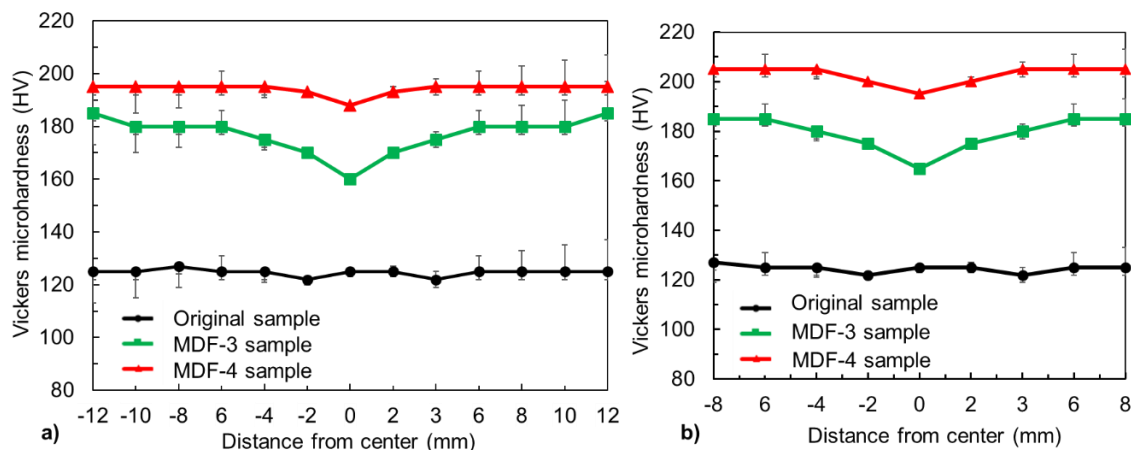 220
200
180
160
140
120
100
80
Vickers microhardness (HV)
Original sample
MDF-3 sample
MDF-4 sample
-12 -10 -8 -6 -4 -2 0 2 3 6 8 10 12
a)
Distance from center (mm)
220
200
180
160
140
120
100
80
Vickers microhardness (HV)
Original sample
MDF-3 sample
MDF-4 sample
-8 6 -4 -2 0 2 3 6 8
b)
Distance from center (mm)